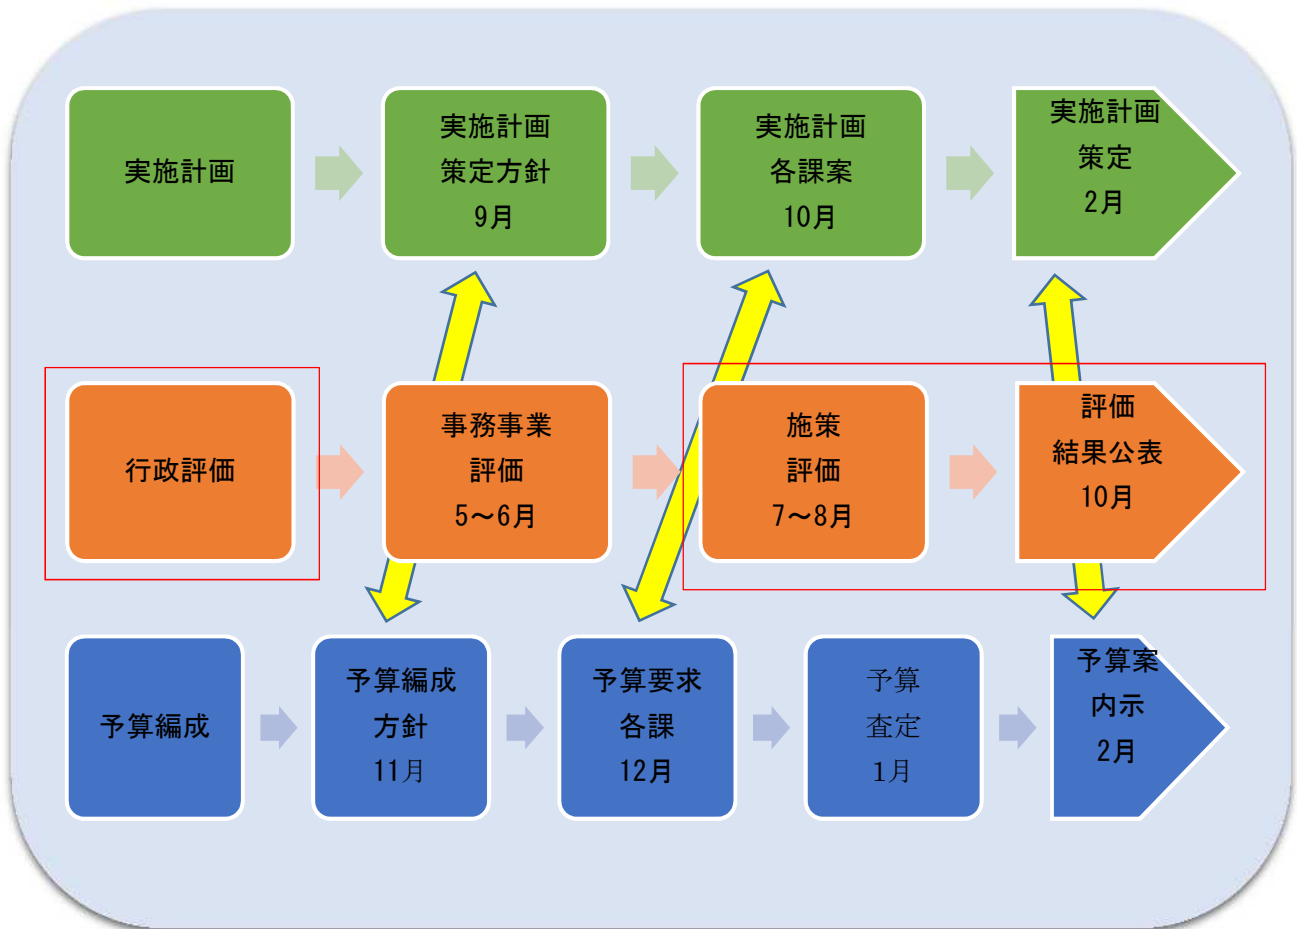 実施計画
実施計画
策定方針
9月
実施計画
各課案
10月
実施計画
策定
2月
行政評価
事務事業
評価
5～6月
施策
評価
7～8月
評価
結果公表
10月
予算編成
予算編成
方針
11月
予算要求
各課
12月
予算
査定
1月
予算案
内示
2月